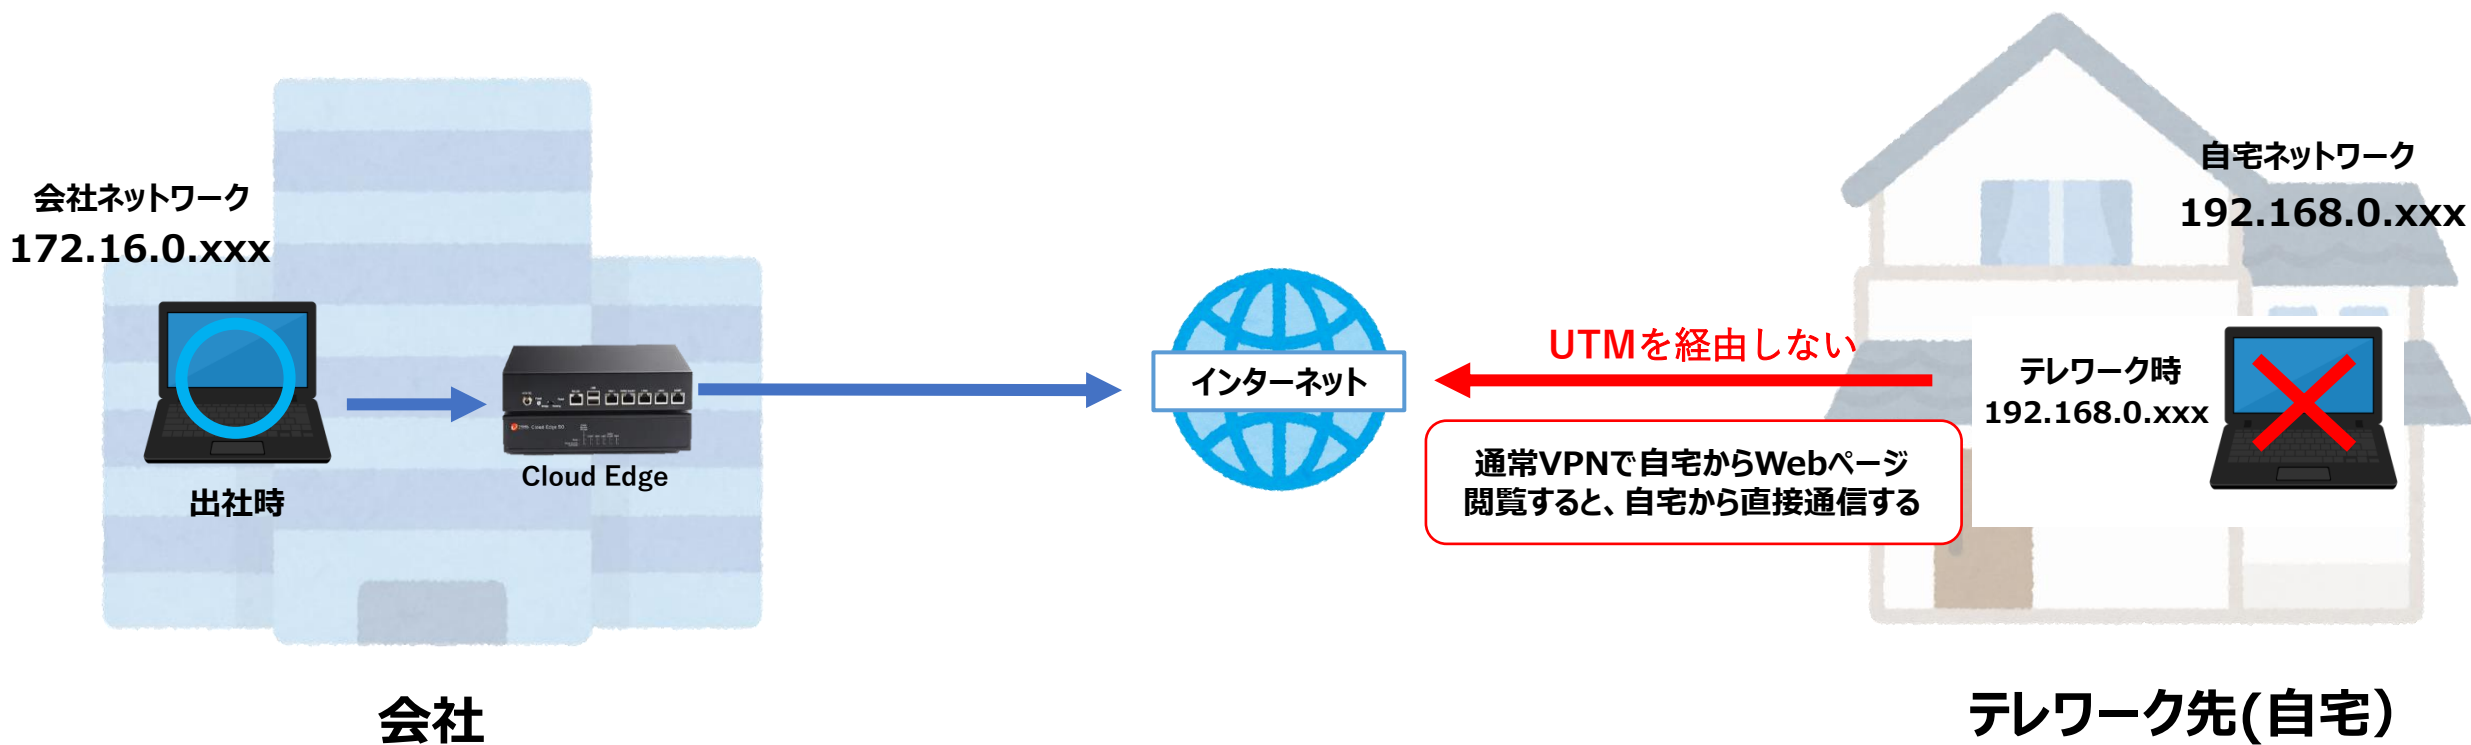 会社ネットワーク
172.16.0.xxx
出社時
Cloud Edge 50
Cloud Edge
会社
インターネット
UTMを経由しない
通常VPNで自宅からWebページ
閲覧すると、自宅から直接通信する
自宅ネットワーク
192.168.0.xxx
テレワーク時
192.168.0.xxx
テレワーク先(自宅)